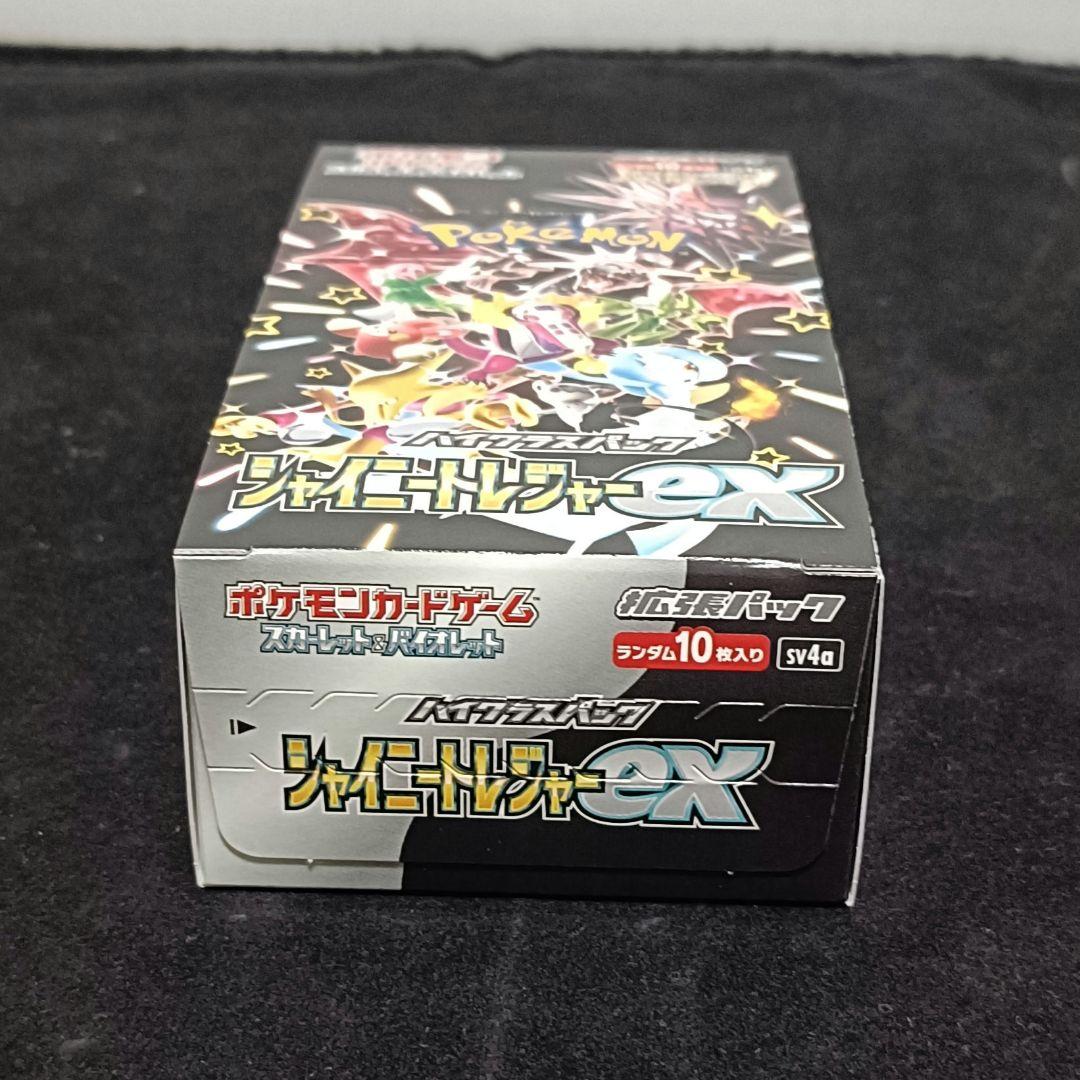 POKÉMON
ハイクラスパック
シャイニートレジャーex
ポケモンカードゲーム
スカーレット&バイオレット
拡張パック
ランダム10枚入り
sv4a
ハイクラスパック
シャイニートレジャーex